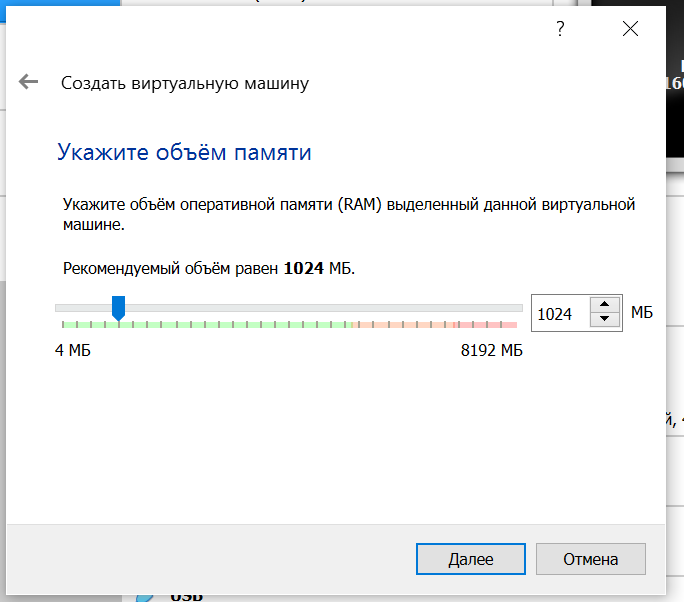 ?
Создать виртуальную машину
Укажите объём памяти
Укажите объём оперативной памяти (RAM) выделенный данной виртуальной
машине.
Рекомендуемый объём равен 1024 МБ.
1024 МБ
4 МБ 8192 МБ
й,
Далее Отмена
USB